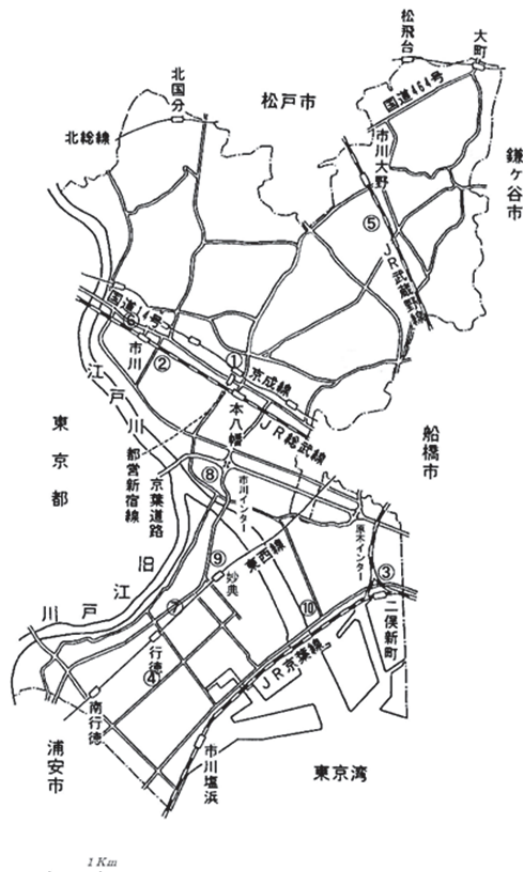 松飛台
大町
北国分
松戸市
国道464号
北総線
市川大野
鎌ヶ谷市
⑤
JR武蔵野線
国道14号
⑥
市川
②
①
京成線
江戸川
本八幡
JR総武線
東京都
都営新宿線
京葉道路
⑧
市川インター
船橋市
原木インター
⑨
東西線
旧江戸川
妙典
③
⑦
⑩
二俣新町
行徳
④
JR京葉線
南行徳
浦安市
市川塩浜
東京湾
1 Km